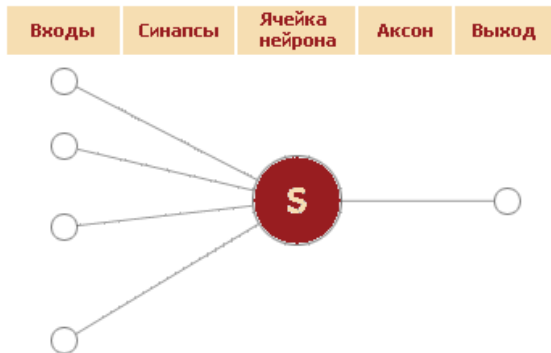 Входы
Синапсы
Ячейка
нейрона
Аксон
Выход
S